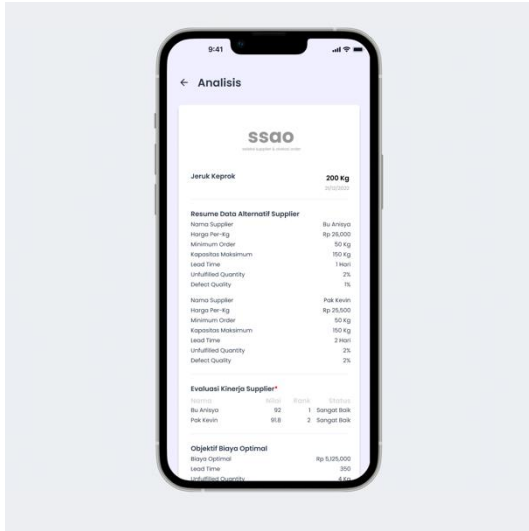 9:41
← Analisis
ssao
Jeruk Keprok 200 Kg
Resume Data Alternatif Supplier
Nama Supplier Bu Anisya
Harga Per-Kg Rp 26,000
Minimum Order 50 Kg
Kapasitas Maksimum 150 Kg
Lead Time 1 Hari
Unfulfilled Quantity 2%
Defect Quality 1%
Nama Supplier Pak Kevin
Harga Per-Kg Rp 25,500
Minimum Order 50 Kg
Kapasitas Maksimum 150 Kg
Lead Time 2 Hari
Unfulfilled Quantity 2%
Defect Quality 2%
Evaluasi Kinerja Supplier*
Nama Nilai Rank Status
Bu Anisya 92 1 Sangat Baik
Pak Kevin 91.8 2 Sangat Baik
Objektif Biaya Optimal
Biaya Optimal Rp 5,125,000
Lead Time 350
Unfulfilled Quantity 4 Kg